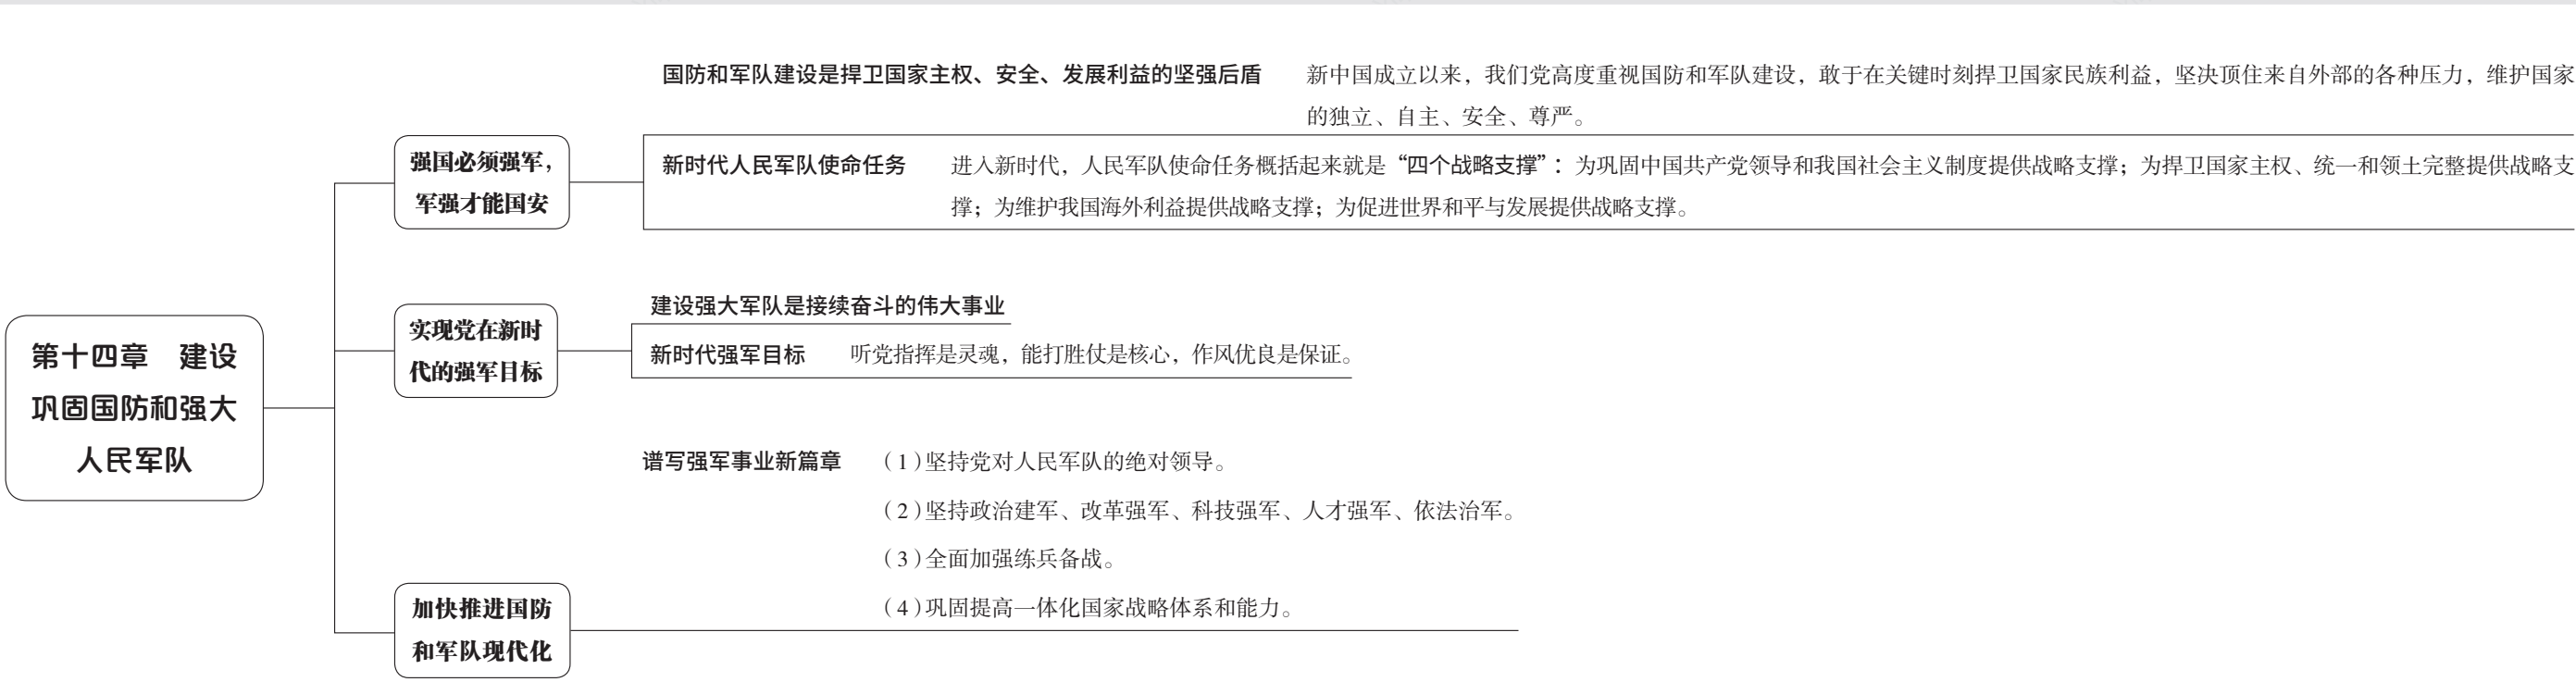 第十四章　建设
巩固国防和强大
人民军队
强国必须强军，
军强才能国安
国防和军队建设是捍卫国家主权、安全、发展利益的坚强后盾　新中国成立以来，我们党高度重视国防和军队建设，敢于在关键时刻捍卫国家民族利益，坚决顶住来自外部的各种压力，维护国家
的独立、自主、安全、尊严。
新时代人民军队使命任务　进入新时代，人民军队使命任务概括起来就是“四个战略支撑”：为巩固中国共产党领导和我国社会主义制度提供战略支撑；为捍卫国家主权、统一和领土完整提供战略支
撑；为维护我国海外利益提供战略支撑；为促进世界和平与发展提供战略支撑。
实现党在新时
代的强军目标
建设强大军队是接续奋斗的伟大事业
新时代强军目标　听党指挥是灵魂，能打胜仗是核心，作风优良是保证。
加快推进国防
和军队现代化
谱写强军事业新篇章　（1）坚持党对人民军队的绝对领导。
（2）坚持政治建军、改革强军、科技强军、人才强军、依法治军。
（3）全面加强练兵备战。
（4）巩固提高一体化国家战略体系和能力。